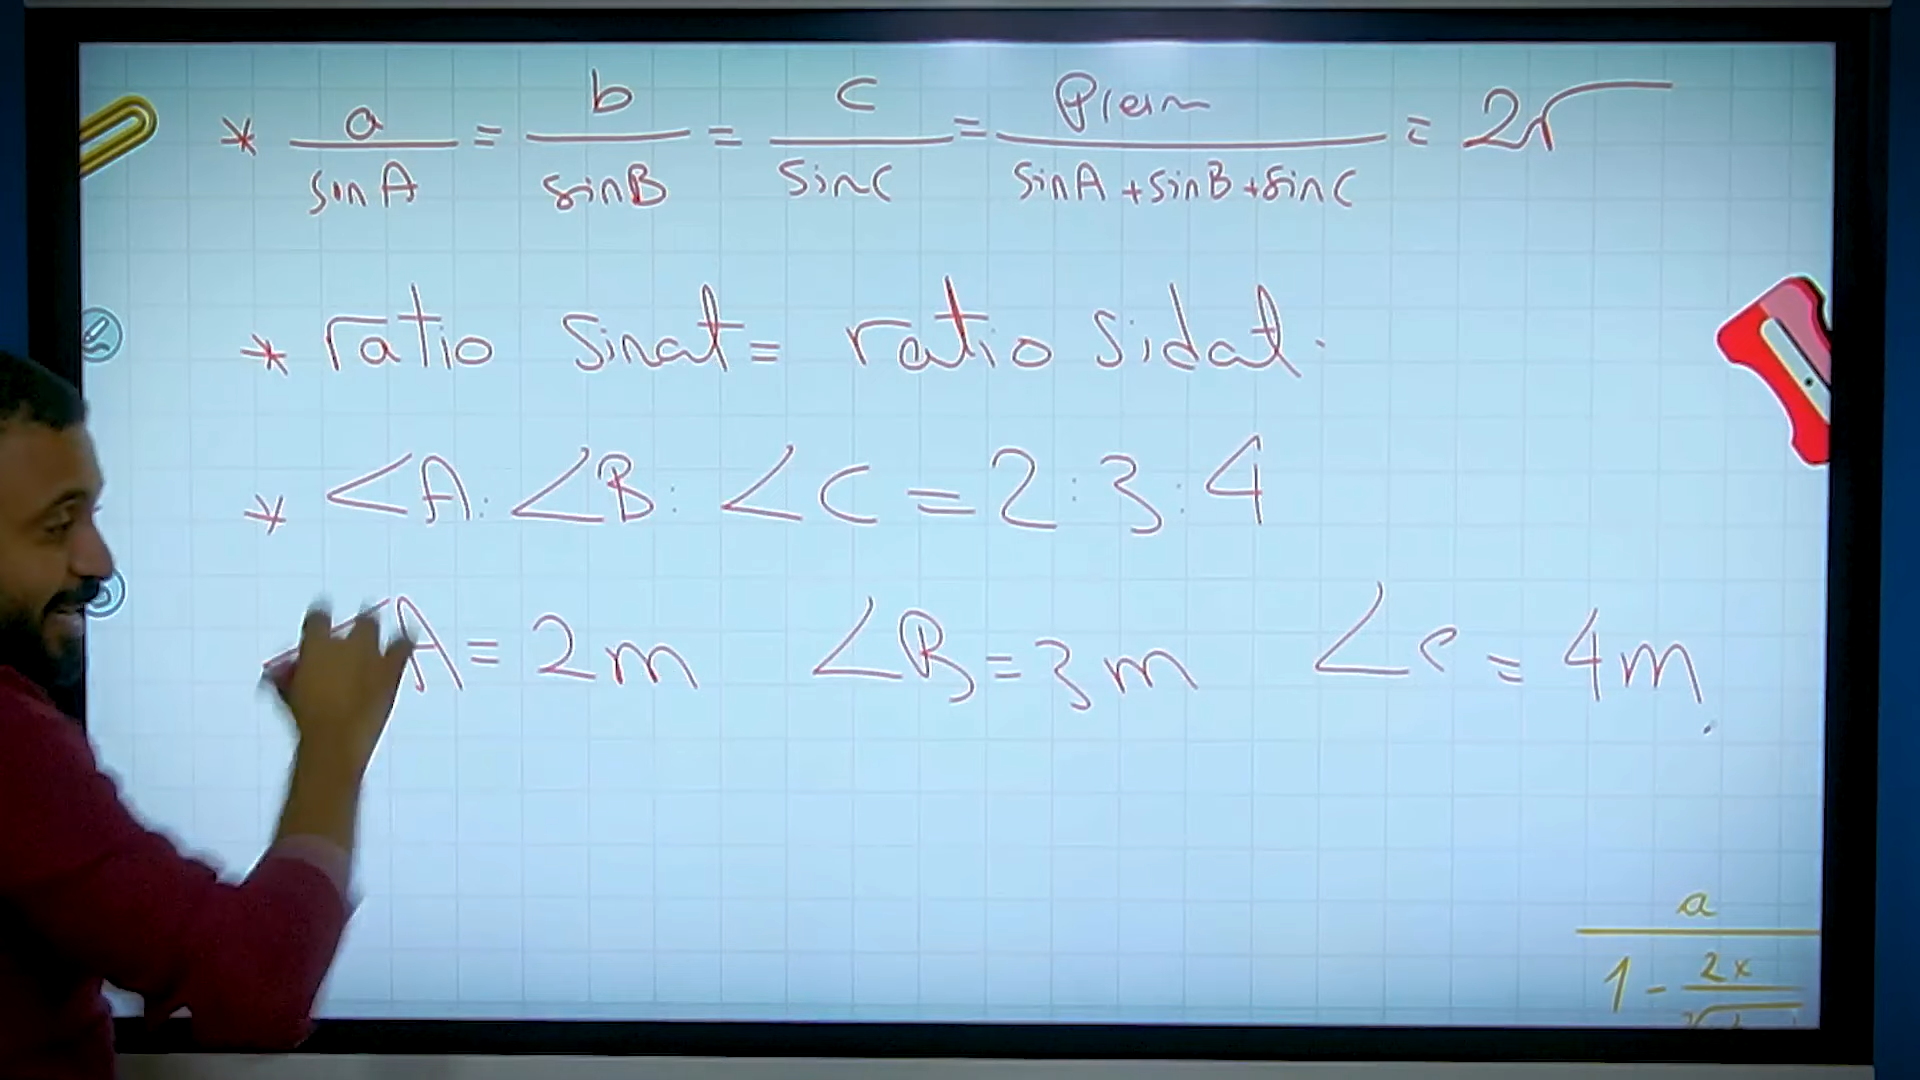 * a/sinA = b/sinB = c/sinC = /sinA + sinB + sinC = 2r
* ratio sinat = ratio sidat.
* <A : <B : <C = 2 : 3 : 4
<A = 2m <B = 3m <C = 4m.
a
1 - 2x